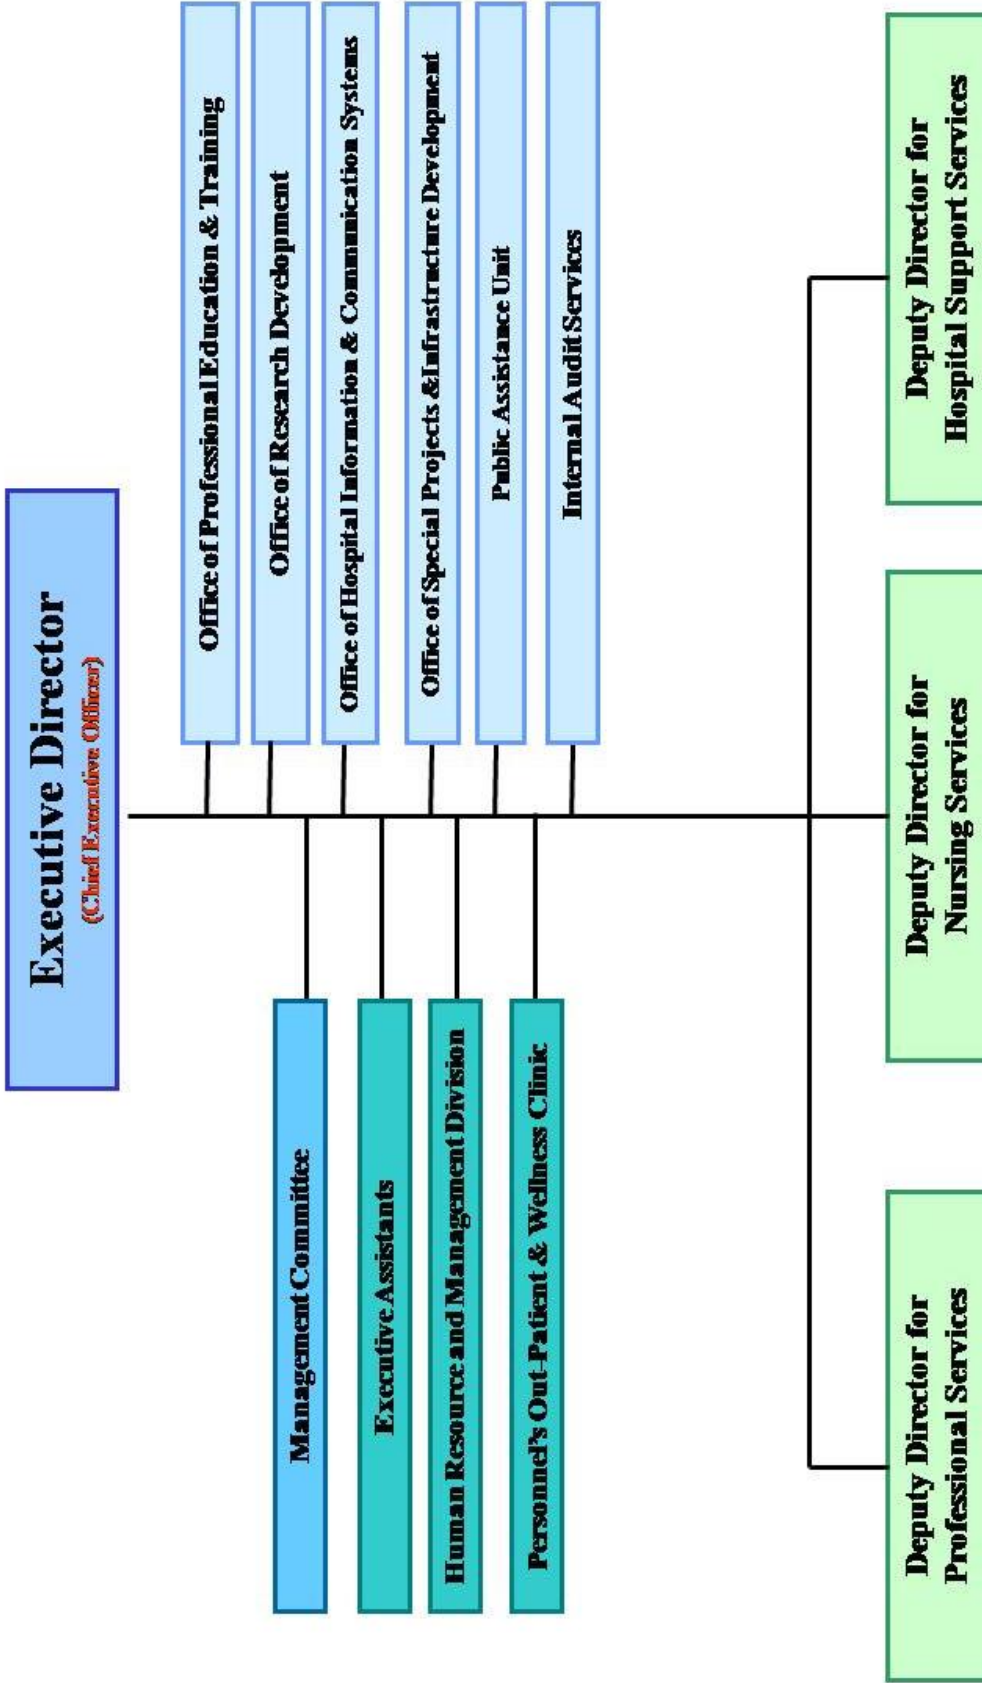 Executive Director
(Chief Executive Officer)
Management Committee
Executive Assistants
Human Resource and Management Division
Personnel's Out-Patient & Wellness Clinic
Office of Professional Education & Training
Office of Research Development
Office of Hospital Information & Communication Systems
Office of Special Projects &Infrastructure Development
Public Assistance Unit
Internal Audit Services
Deputy Director for
Professional Services
Deputy Director for
Nursing Services
Deputy Director for
Hospital Support Services